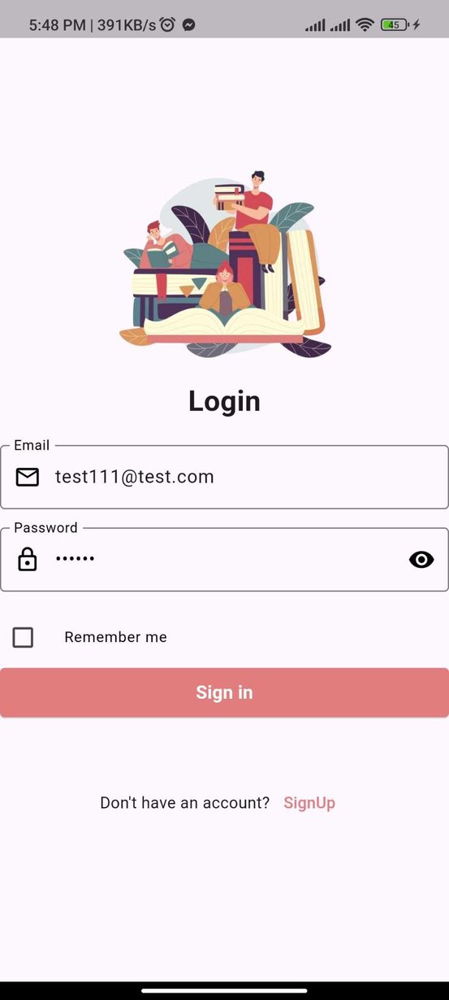 5:48 PM | 391KB/s
45
Login
Email
test111@test.com
Password
••••••
Remember me
Sign in
Don't have an account? SignUp